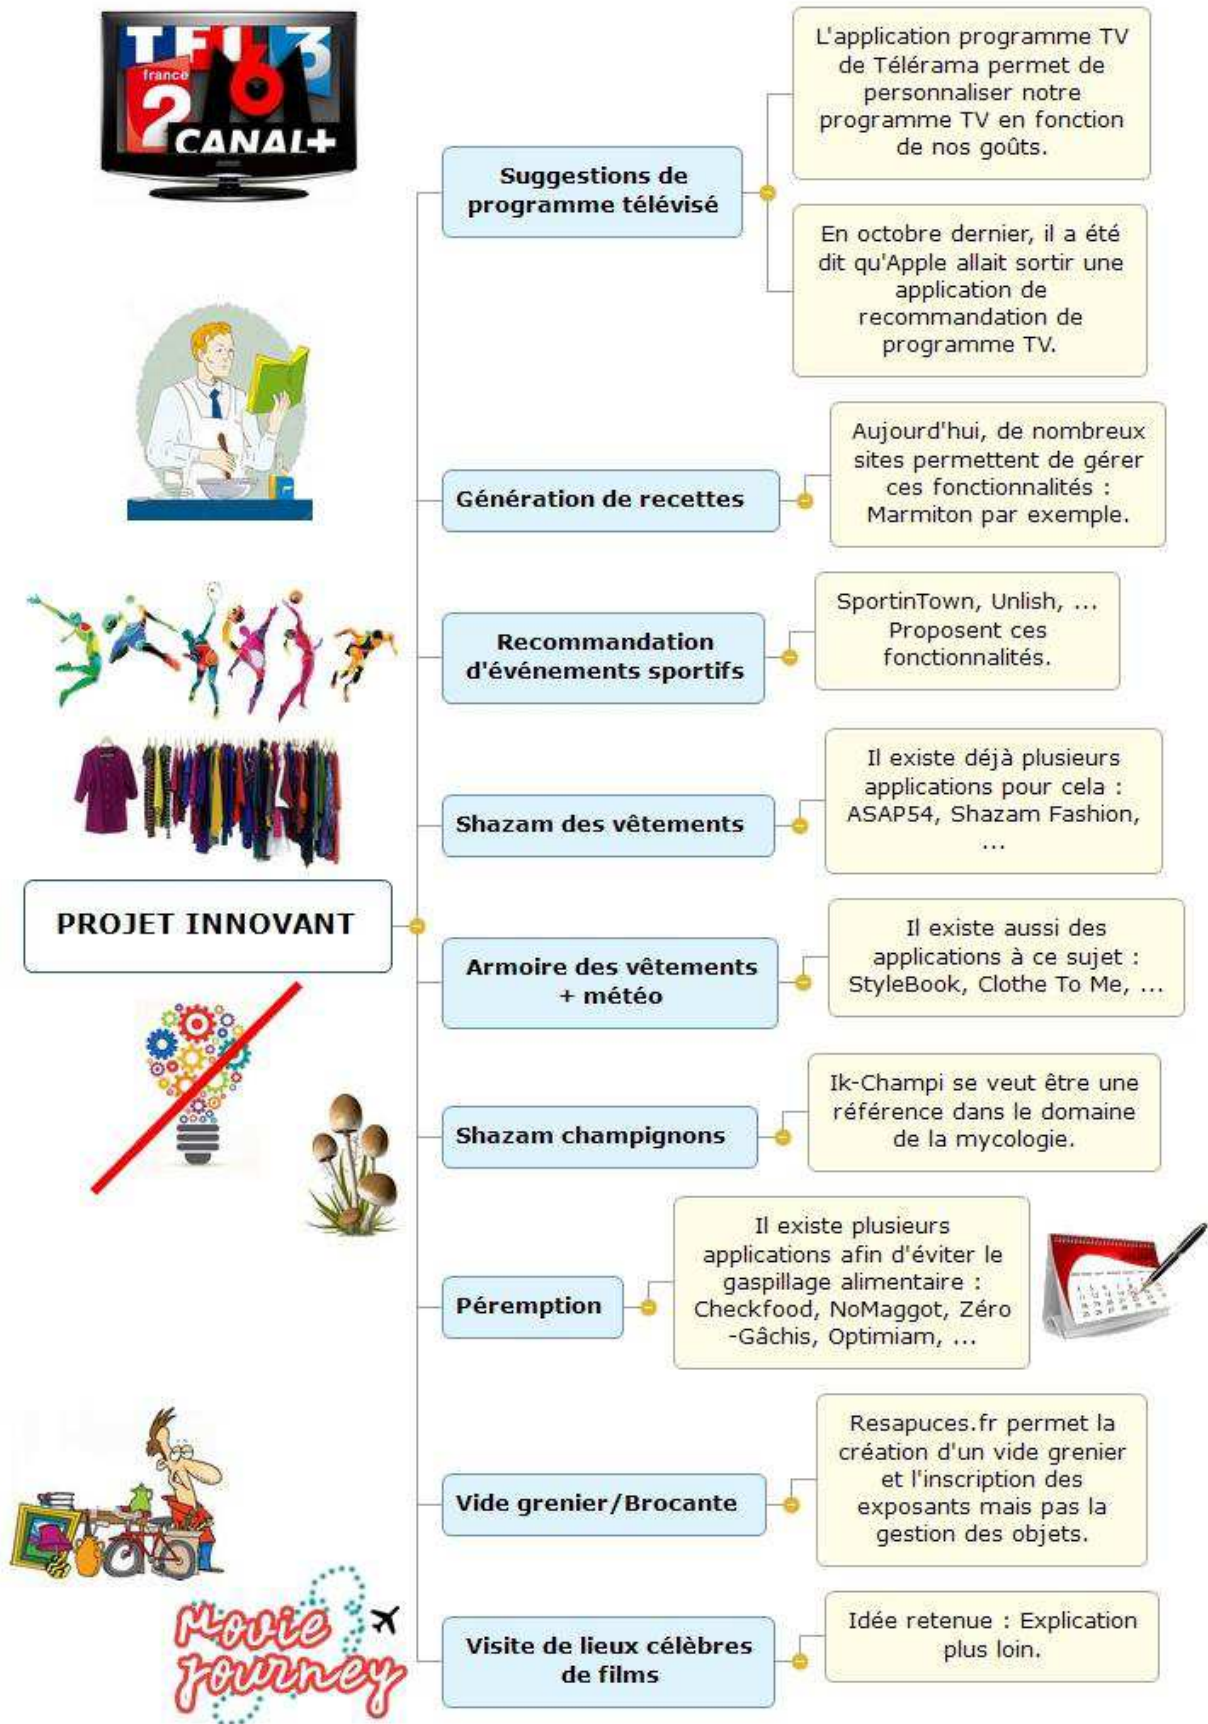 TF1 3
france
2 6
CANAL+
L'application programme TV
de Télérama permet de
personnaliser notre
programme TV en fonction
de nos goûts.
Suggestions de
programme télévisé
En octobre dernier, il a été
dit qu'Apple allait sortir une
application de
recommandation de
programme TV.
Génération de recettes
Aujourd'hui, de nombreux
sites permettent de gérer
ces fonctionnalités :
Marmiton par exemple.
Recommandation
d'événements sportifs
SportinTown, Unlish, ...
Proposent ces
fonctionnalités.
Shazam des vêtements
Il existe déjà plusieurs
applications pour cela :
ASAP54, Shazam Fashion,
...
PROJET INNOVANT
Armoire des vêtements
+ météo
Il existe aussi des
applications à ce sujet :
StyleBook, Clothe To Me, ...
Shazam champignons
Ik-Champi se veut être une
référence dans le domaine
de la mycologie.
Péremption
Il existe plusieurs
applications afin d'éviter le
gaspillage alimentaire :
Checkfood, NoMaggot, Zéro
-Gâchis, Optimiam, ...
Vide grenier/Brocante
Resapuces.fr permet la
création d'un vide grenier
et l'inscription des
exposants mais pas la
gestion des objets.
Movie
Journey
Visite de lieux célèbres
de films
Idée retenue : Explication
plus loin.